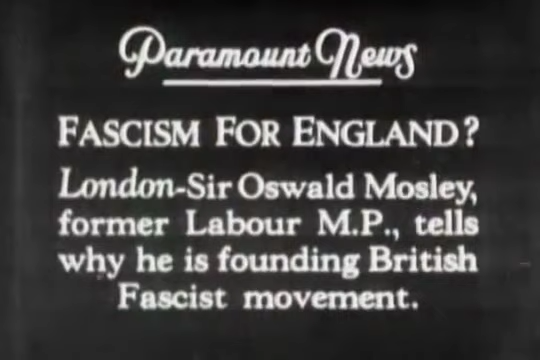 Paramount News
FASCISM FOR ENGLAND?
London-Sir Oswald Mosley,
former Labour M.P., tells
why he is founding British
Fascist movement.